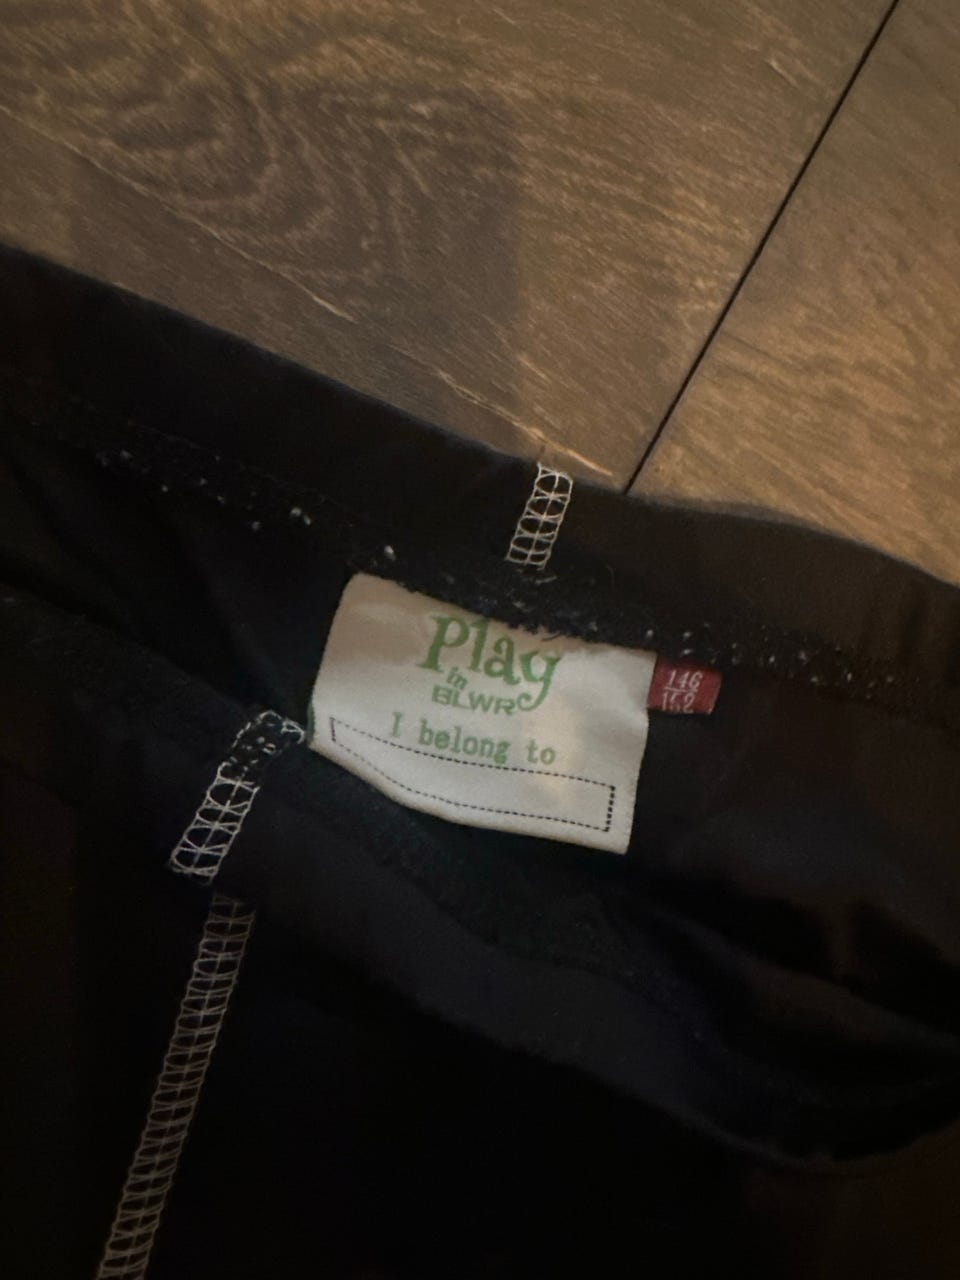 Play
in
BLWR
I belong to
146
152